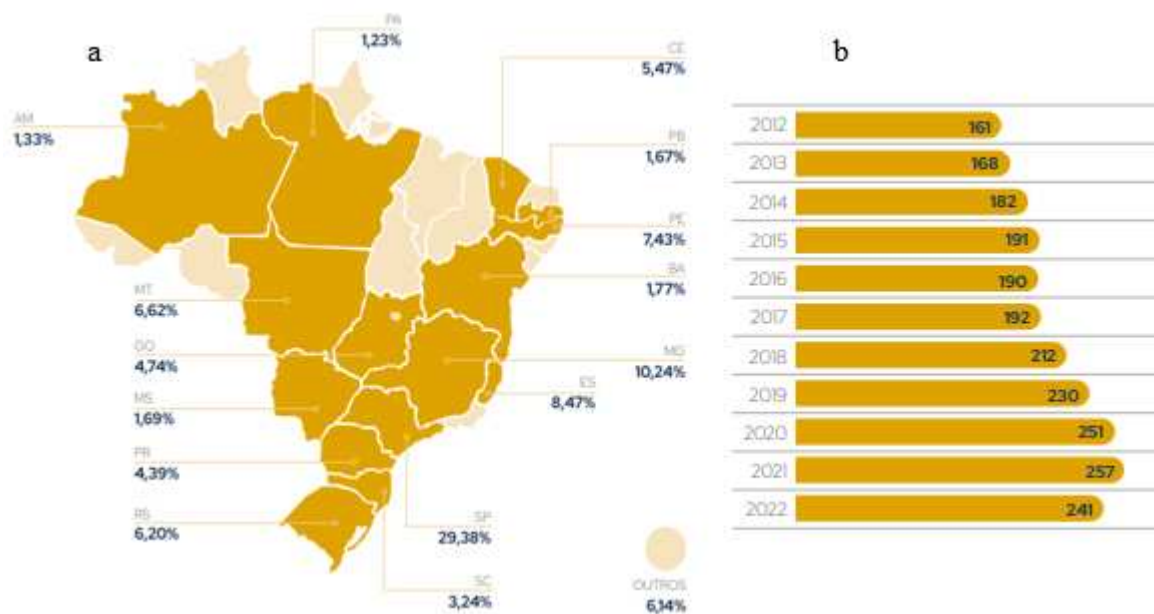 a
PA
1,23%
CE
5,47%
AM
1,33%
PB
1,67%
PE
7,43%
BA
1,77%
MT
6,62%
GO
4,74%
MG
10,24%
ES
8,47%
MS
1,69%
PR
4,39%
RS
6,20%
SP
29,38%
SC
3,24%
OUTROS
6,14%
b
2012 161
2013 168
2014 182
2015 191
2016 190
2017 192
2018 212
2019 230
2020 251
2021 257
2022 241